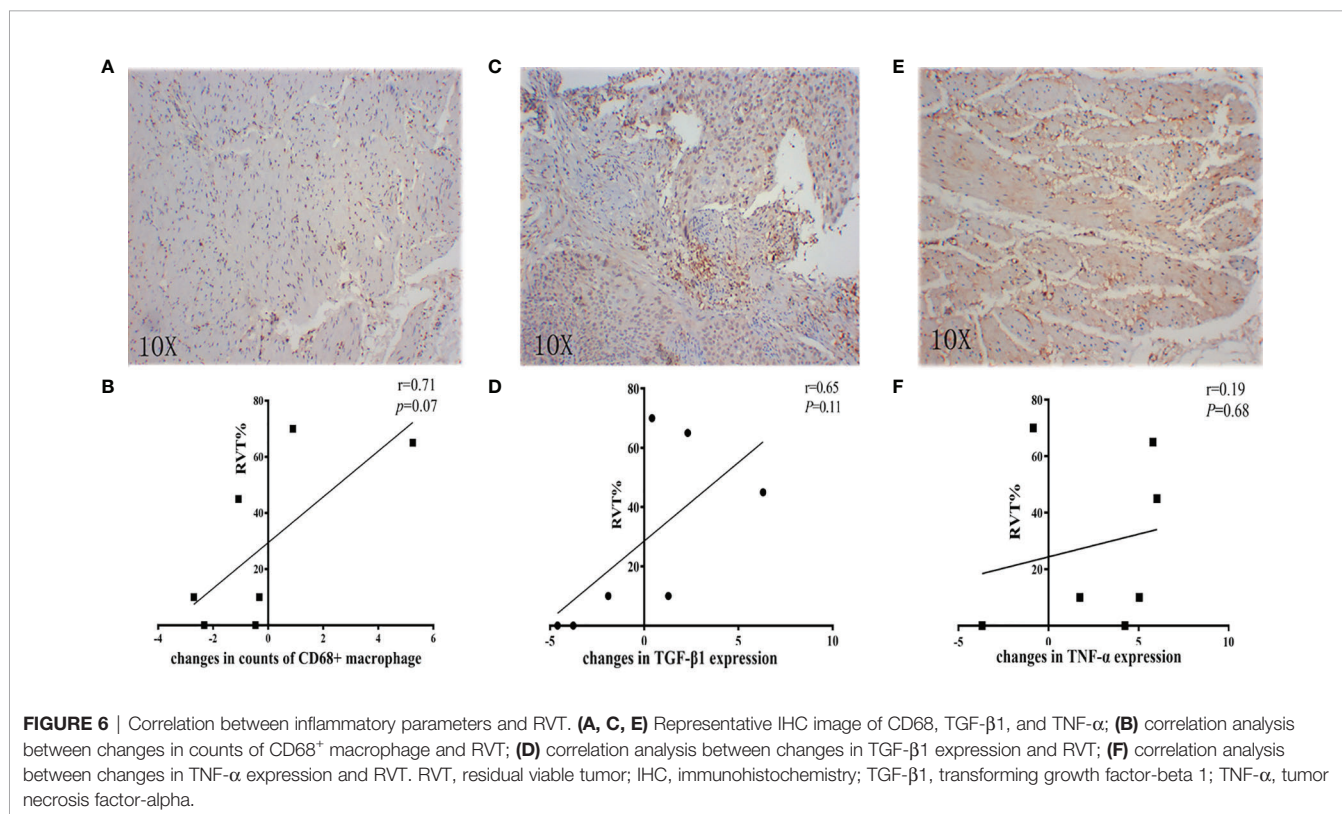 A
C
E
10X
10X
10X
B
r=0.71
p=0.07
80
60
40
20
RVT%
-4
-2
0
2
4
6
changes in counts of CD68+ macrophage
D
r=0.65
P=0.11
80
60
40
20
RVT%
-5
0
5
10
changes in TGF-β1 expression
F
r=0.19
P=0.68
80
60
40
20
RVT%
-5
0
5
10
changes in TNF-α expression
FIGURE 6 | Correlation between inflammatory parameters and RVT. (A, C, E) Representative IHC image of CD68, TGF-β1, and TNF-α; (B) correlation analysis
between changes in counts of CD68⁺ macrophage and RVT; (D) correlation analysis between changes in TGF-β1 expression and RVT; (F) correlation analysis
between changes in TNF-α expression and RVT. RVT, residual viable tumor; IHC, immunohistochemistry; TGF-β1, transforming growth factor-beta 1; TNF-α, tumor
necrosis factor-alpha.